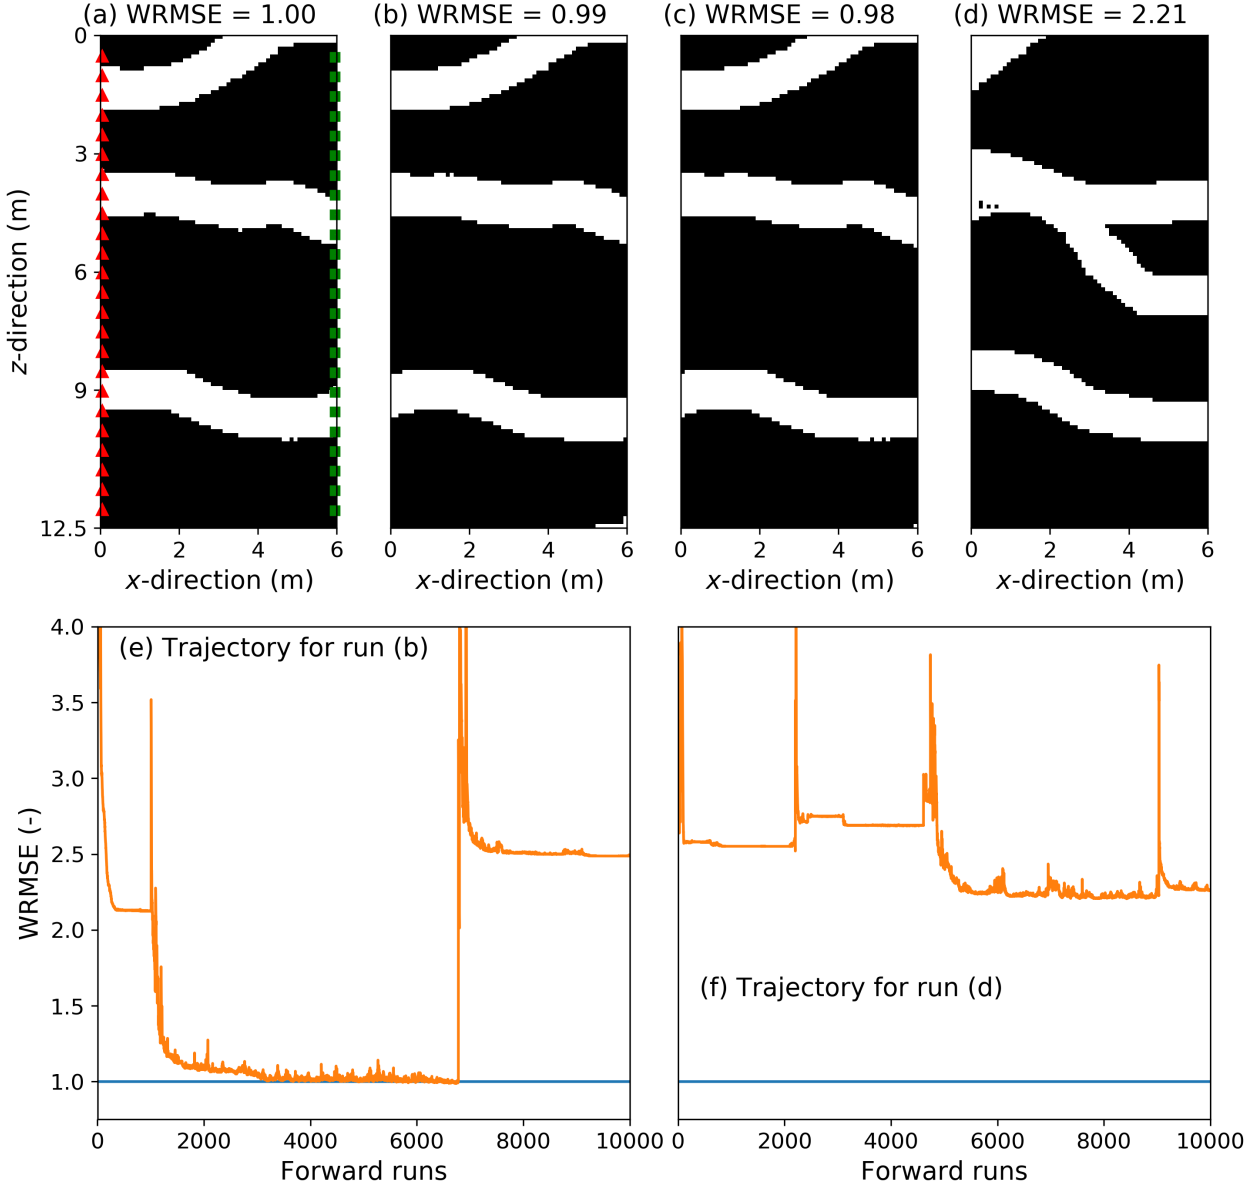 (a) WRMSE = 1.00 (b) WRMSE = 0.99 (c) WRMSE = 0.98 (d) WRMSE = 2.21
0
3
6
9
12.5
z-direction (m)
0 2 4 6 0 2 4 6 0 2 4 6 0 2 4 6
x-direction (m) x-direction (m) x-direction (m) x-direction (m)
4.0
3.5
3.0
2.5
2.0
1.5
1.0
WRMSE (-)
(e) Trajectory for run (b)
(f) Trajectory for run (d)
0 2000 4000 6000 8000 10000 0 2000 4000 6000 8000 10000
Forward runs Forward runs